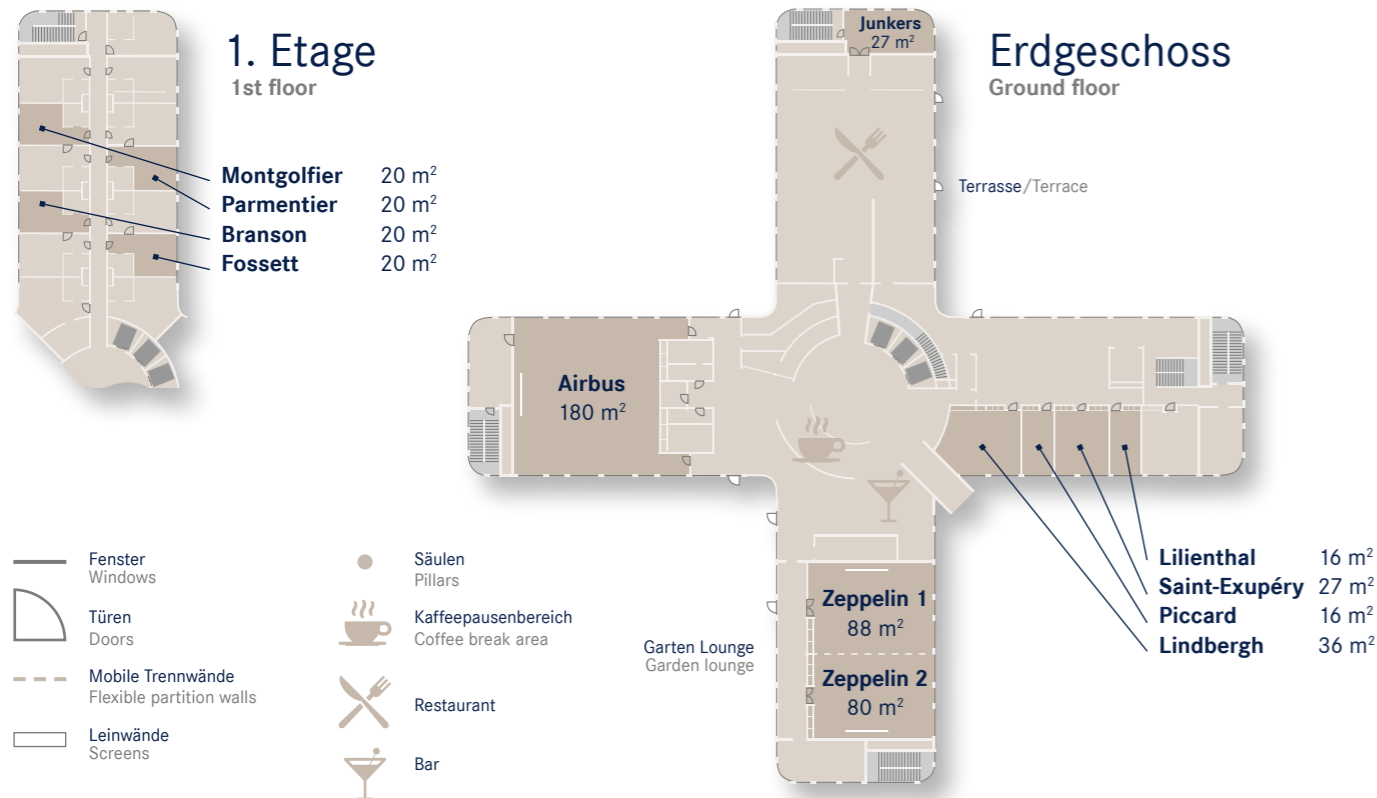 1. Etage
1st floor
Montgolfier 20 m²
Parmentier 20 m²
Branson 20 m²
Fossett 20 m²
Erdgeschoss
Ground floor
Junkers
27 m²
Terrasse/Terrace
Airbus
180 m²
Zeppelin 1
88 m²
Zeppelin 2
80 m²
Garten Lounge
Garden lounge
Lilienthal 16 m²
Saint-Exupéry 27 m²
Piccard 16 m²
Lindbergh 36 m²
Fenster
Windows
Türen
Doors
Mobile Trennwände
Flexible partition walls
Leinwände
Screens
Säulen
Pillars
Kaffeepausenbereich
Coffee break area
Restaurant
Bar